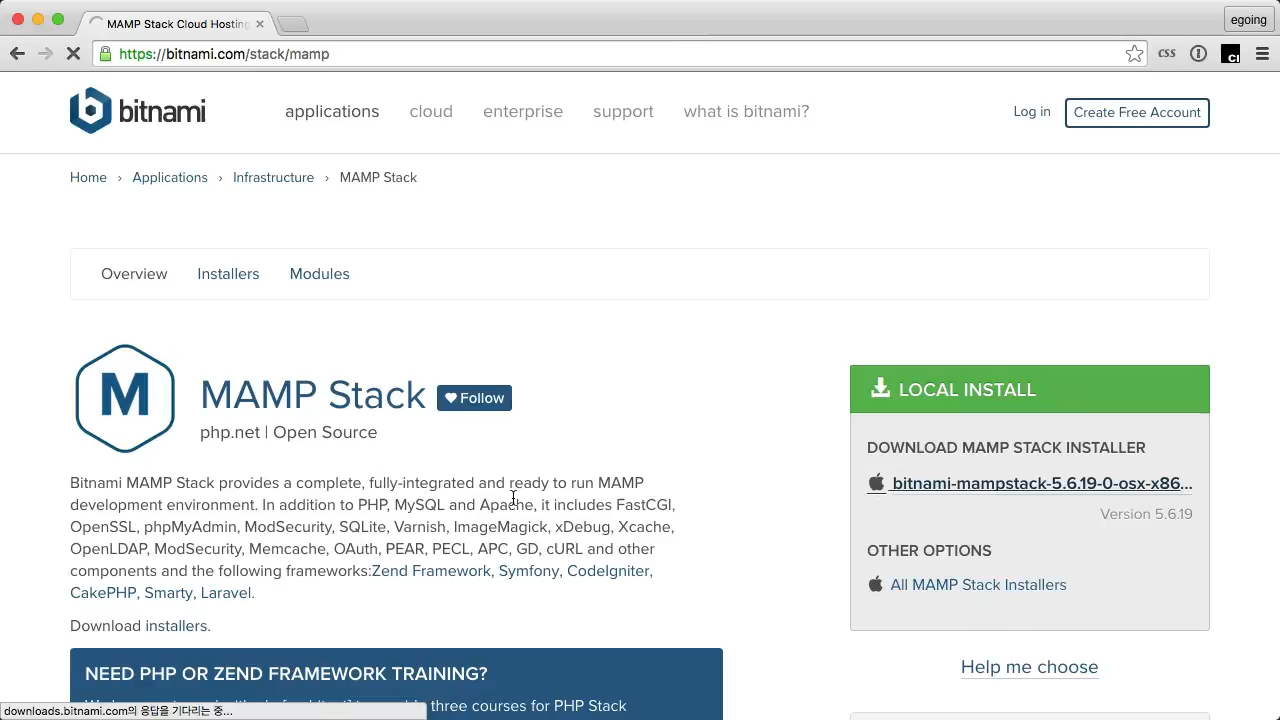 MAMP Stack Cloud Hosting
egoing
https://bitnami.com/stack/mamp
css
bitnami
applications cloud enterprise support what is bitnami?
Log in
Create Free Account
Home › Applications › Infrastructure › MAMP Stack
Overview Installers Modules
M
MAMP Stack
Follow
php.net | Open Source
Bitnami MAMP Stack provides a complete, fully-integrated and ready to run MAMP
development environment. In addition to PHP, MySQL and Apache, it includes FastCGI,
OpenSSL, phpMyAdmin, ModSecurity, SQLite, Varnish, ImageMagick, xDebug, Xcache,
OpenLDAP, ModSecurity, Memcache, OAuth, PEAR, PECL, APC, GD, cURL and other
components and the following frameworks:Zend Framework, Symfony, CodeIgniter,
CakePHP, Smarty, Laravel.
Download installers.
NEED PHP OR ZEND FRAMEWORK TRAINING?
three courses for PHP Stack
LOCAL INSTALL
DOWNLOAD MAMP STACK INSTALLER
bitnami-mampstack-5.6.19-0-osx-x86...
Version 5.6.19
OTHER OPTIONS
All MAMP Stack Installers
Help me choose
downloads.bitnami.com의 응답을 기다리는 중...